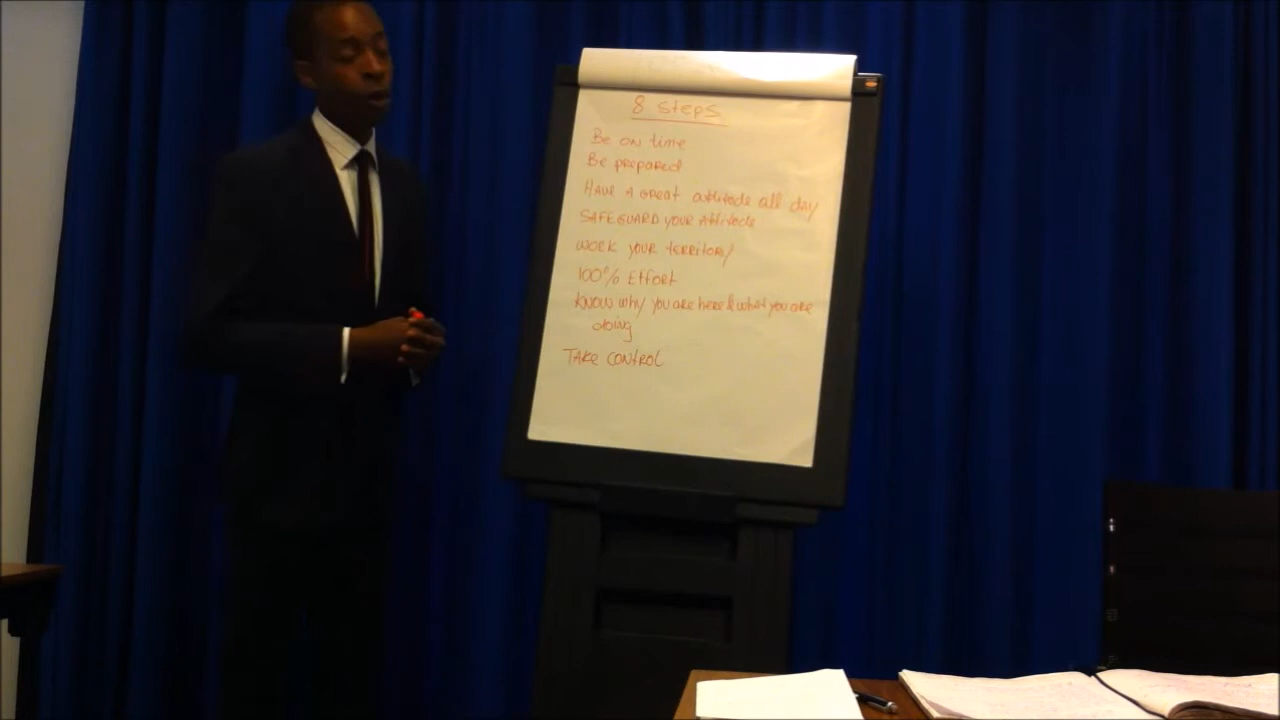 8 steps
Be on time
Be prepared
Have a great attitude all day
Safeguard your attitude
Work your territory
100% Effort
Know why you are here & what you are
doing
Take control